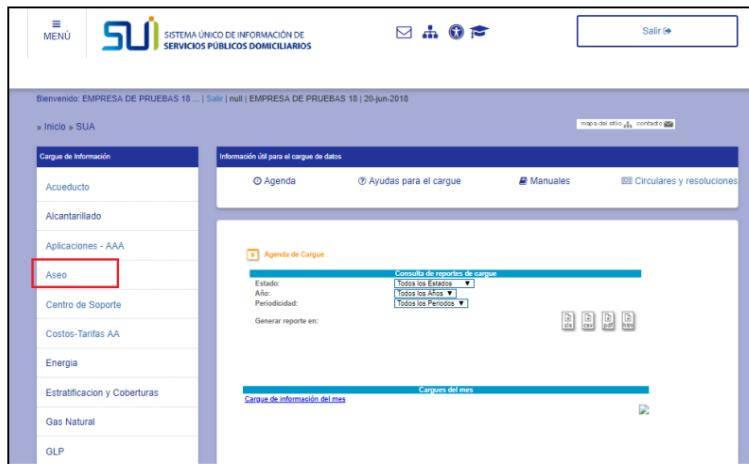 MENÚ
SUI
SISTEMA ÚNICO DE INFORMACIÓN DE
SERVICIOS PÚBLICOS DOMICILIARIOS
Salir
Bienvenido: EMPRESA DE PRUEBAS 18 ... | Salir | null | EMPRESA DE PRUEBAS 18 | 20-jun-2018
» Inicio » SUA
mapa del sitio contacto
Cargue de Información
Acueducto
Alcantarillado
Aplicaciones - AAA
Aseo
Centro de Soporte
Costos-Tarifas AA
Energia
Estratificacion y Coberturas
Gas Natural
GLP
Información útil para el cargue de datos
Agenda
Ayudas para el cargue
Manuales
Circulares y resoluciones
Agenda de Cargue
Consulta de reportes de cargue
Estado: Todos los Estados
Año: Todos los Años
Periodicidad: Todos los Periodos
Generar reporte en: xls csv pdf htm
Cargues del mes
Cargue de información del mes